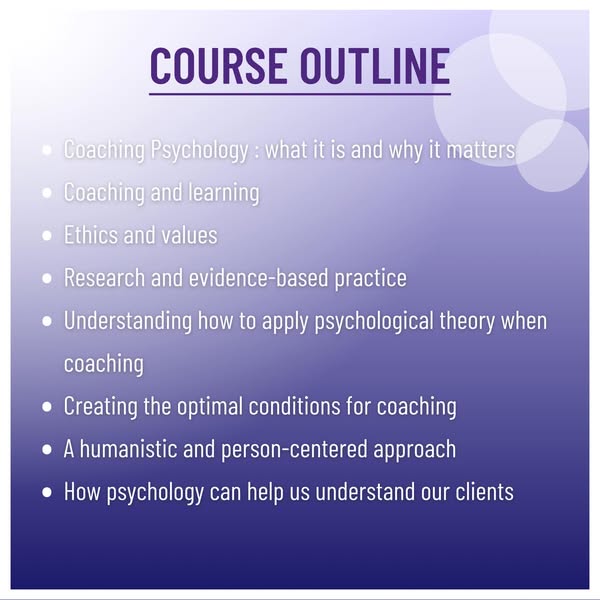 COURSE OUTLINE
• Coaching Psychology : what it is and why it matters
• Coaching and learning
• Ethics and values
• Research and evidence-based practice
• Understanding how to apply psychological theory when
coaching
• Creating the optimal conditions for coaching
• A humanistic and person-centered approach
• How psychology can help us understand our clients